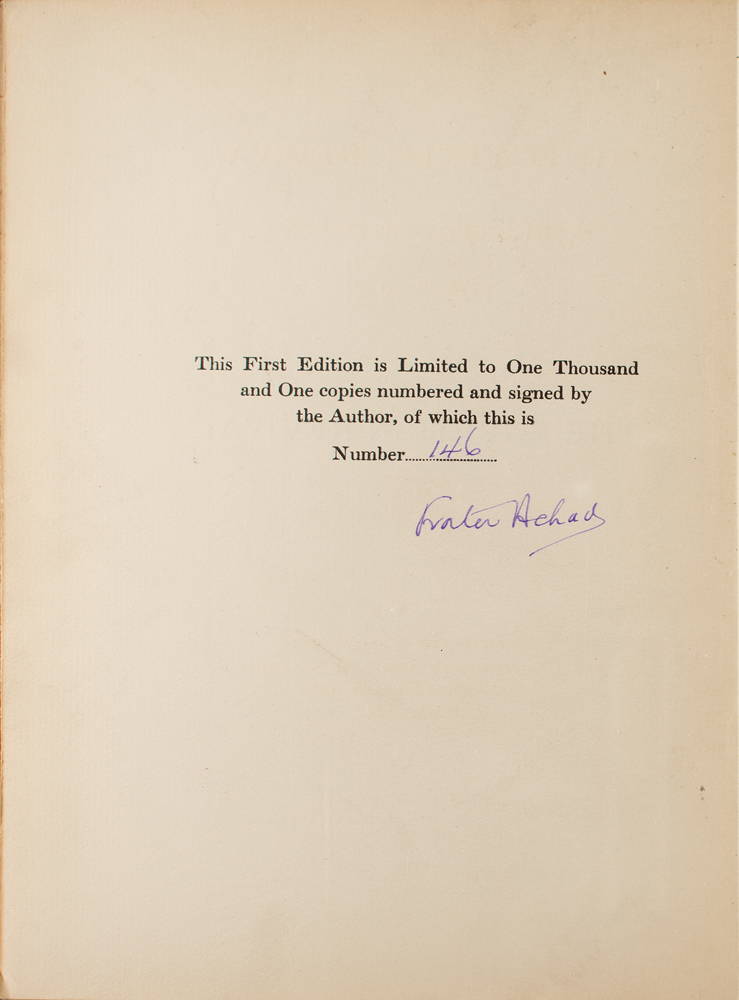 This First Edition is Limited to One Thousand
and One copies numbered and signed by
the Author, of which this is
Number..........146..........
Frater Achad